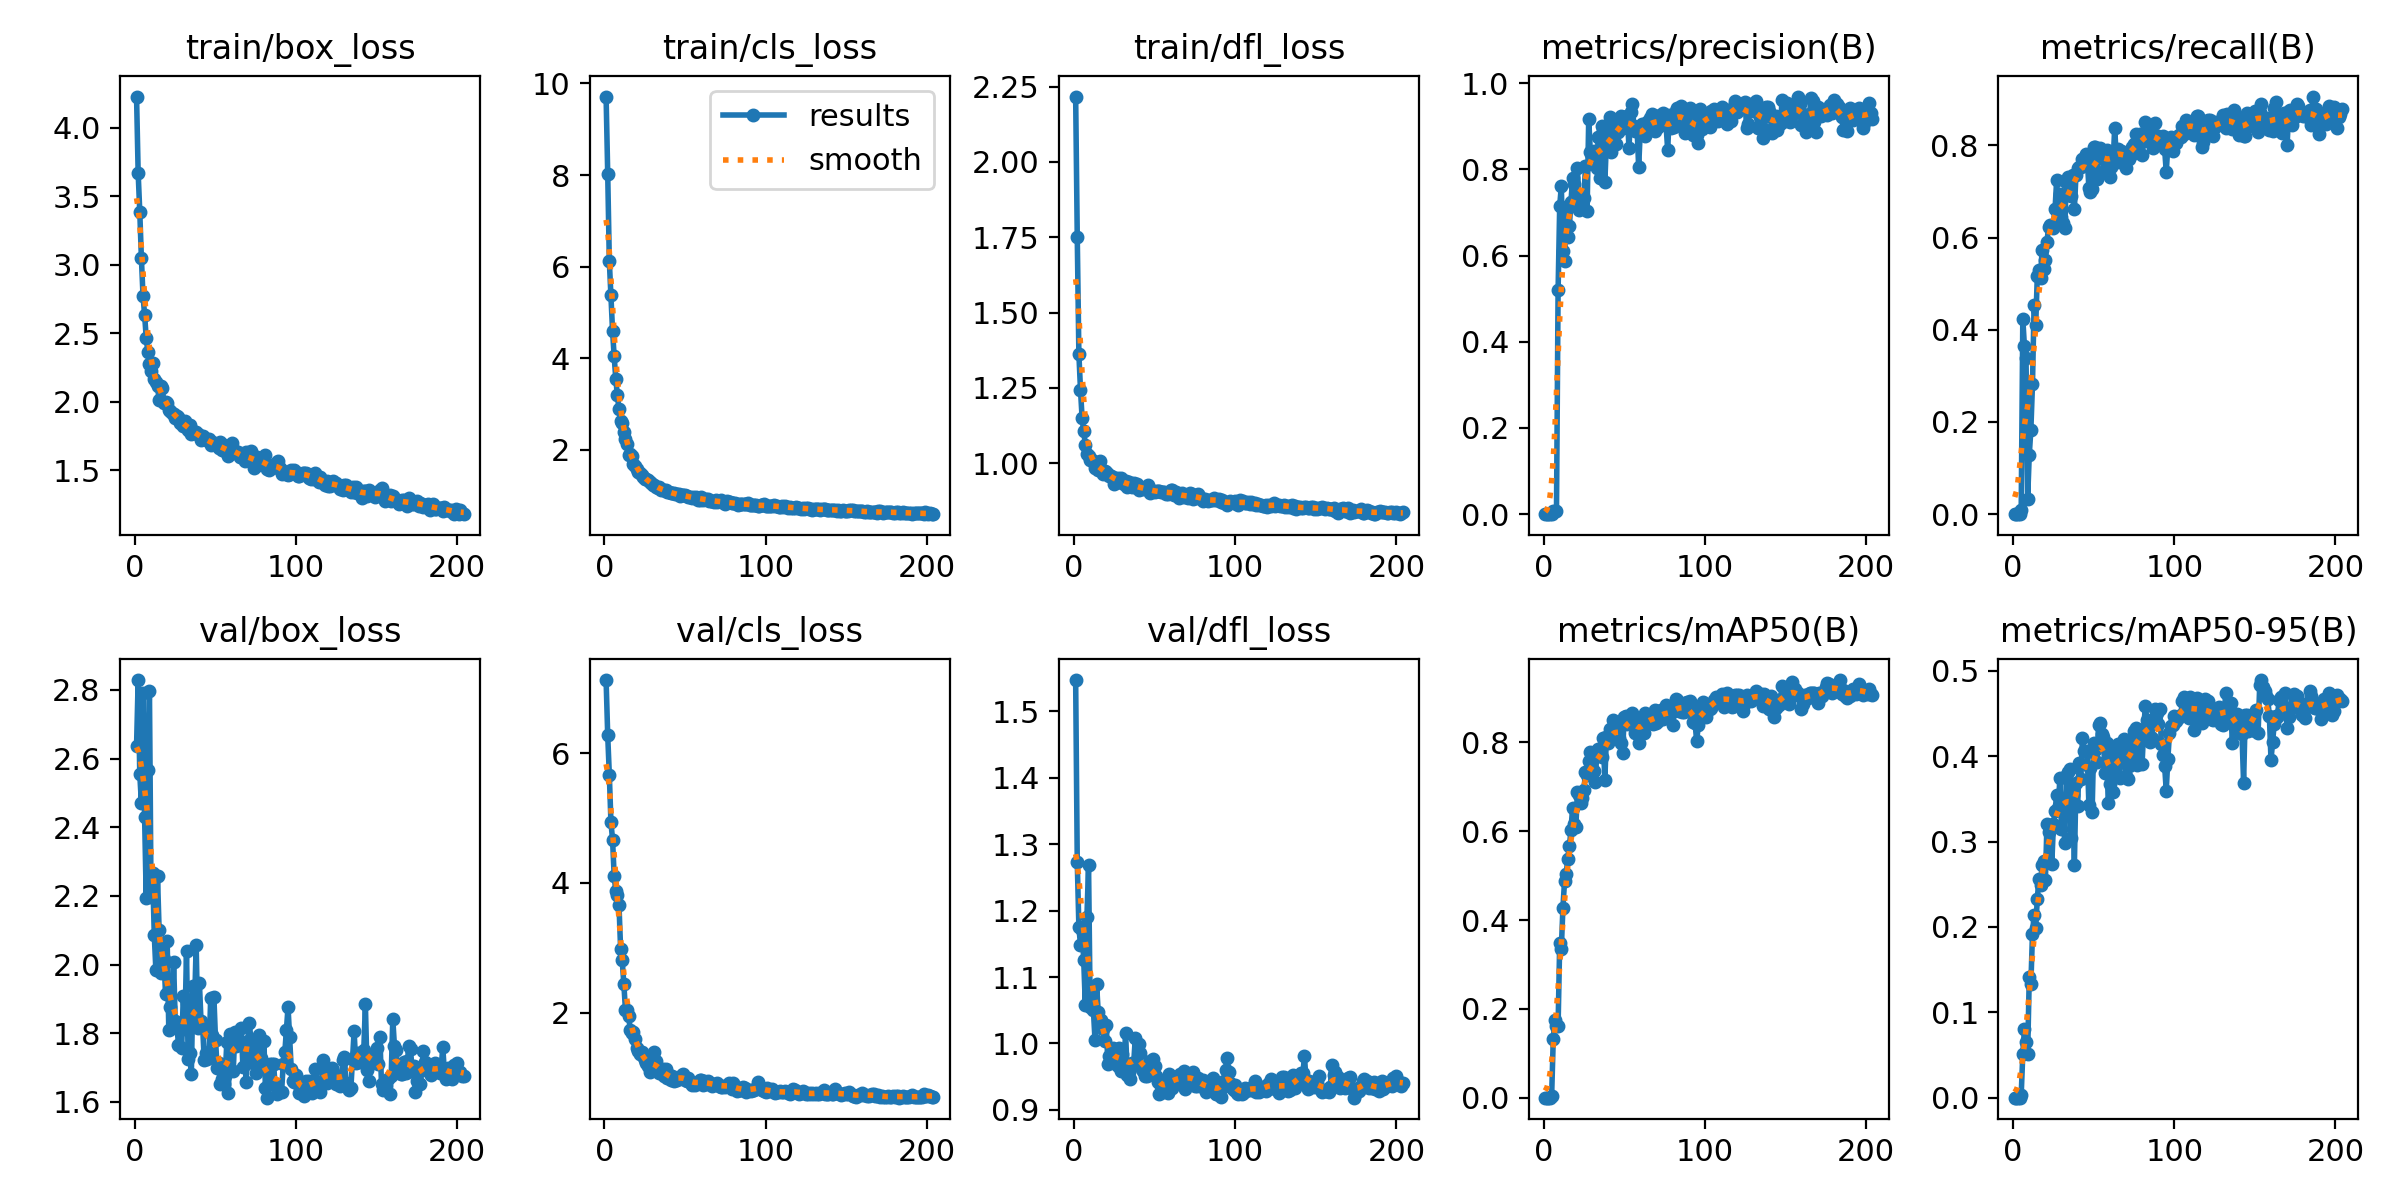 train/box_loss
4.0
3.5
3.0
2.5
2.0
1.5
0 100 200
train/cls_loss
10
8
6
4
2
0 100 200
results
smooth
train/dfl_loss
2.25
2.00
1.75
1.50
1.25
1.00
0 100 200
metrics/precision(B)
1.0
0.8
0.6
0.4
0.2
0.0
0 100 200
metrics/recall(B)
0.8
0.6
0.4
0.2
0.0
0 100 200
val/box_loss
2.8
2.6
2.4
2.2
2.0
1.8
1.6
0 100 200
val/cls_loss
6
4
2
0 100 200
val/dfl_loss
1.5
1.4
1.3
1.2
1.1
1.0
0.9
0 100 200
metrics/mAP50(B)
0.8
0.6
0.4
0.2
0.0
0 100 200
metrics/mAP50-95(B)
0.5
0.4
0.3
0.2
0.1
0.0
0 100 200